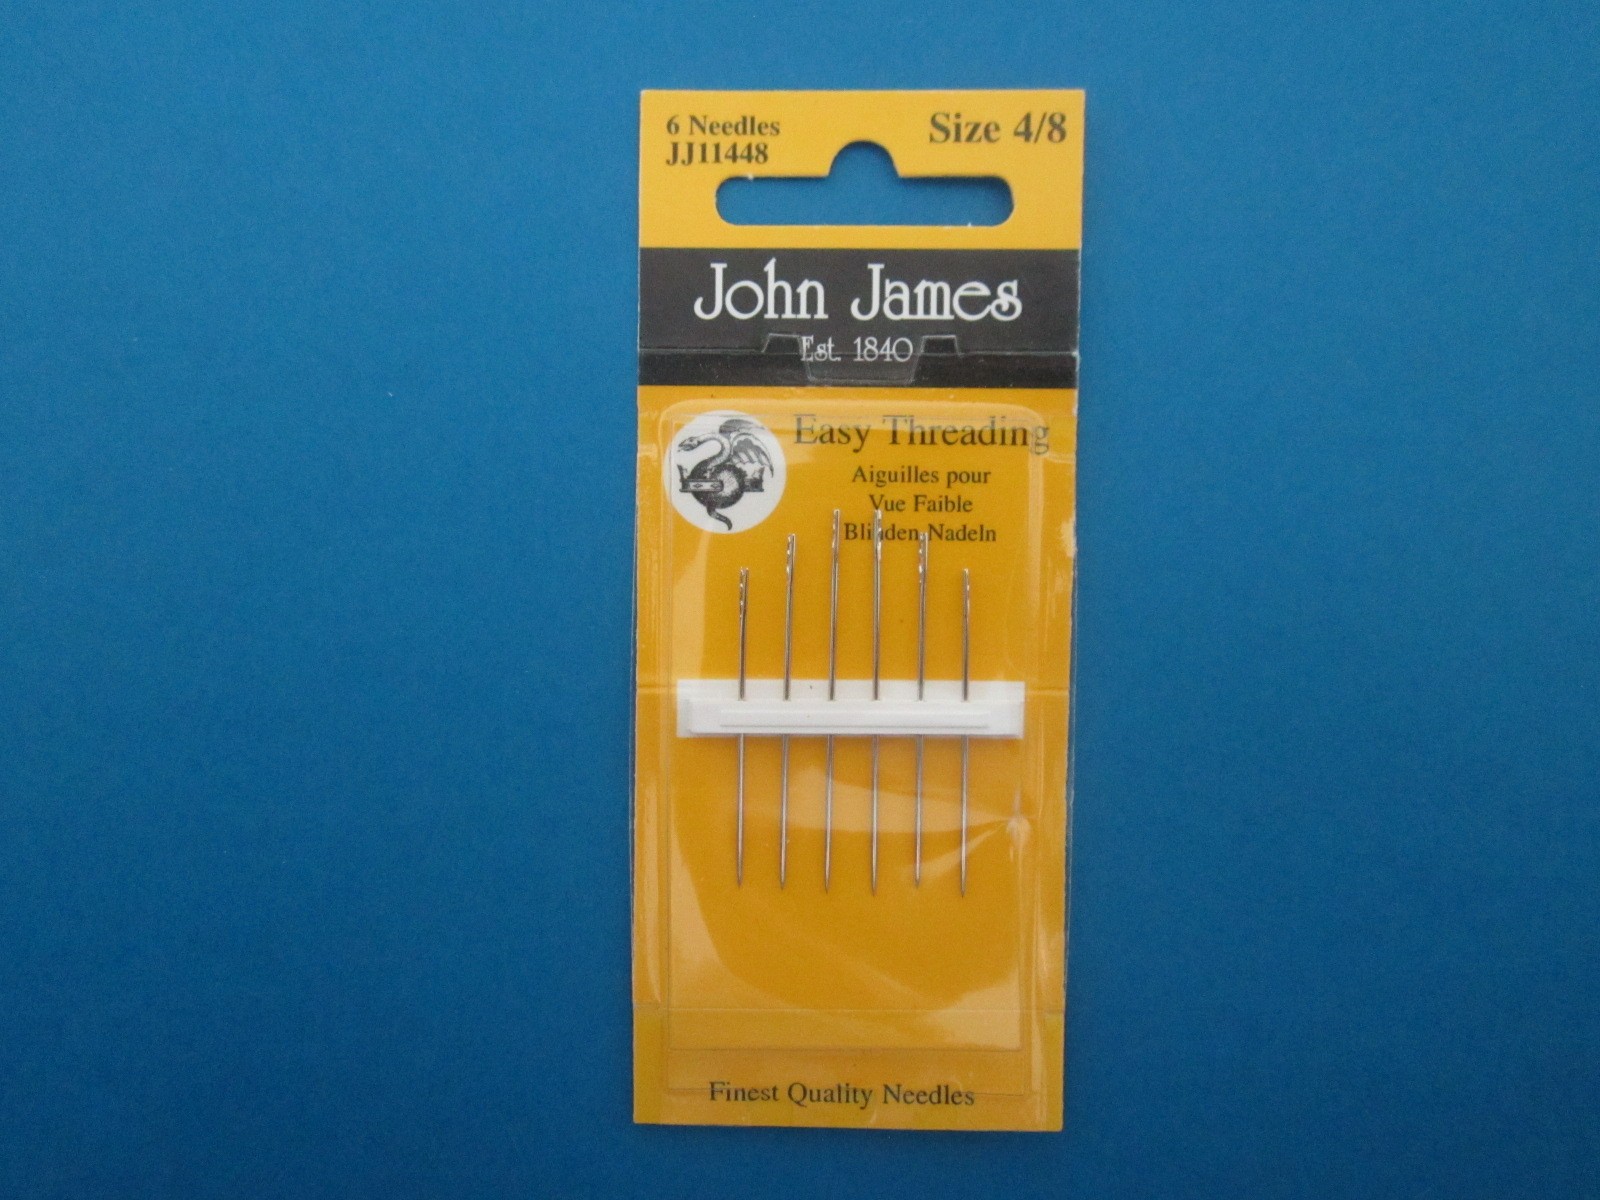 6 Needles
JJ11448
Size 4/8
John James
Est. 1840
Easy Threading
Aiguilles pour
Vue Faible
Blinden Nadeln
Finest Quality Needles